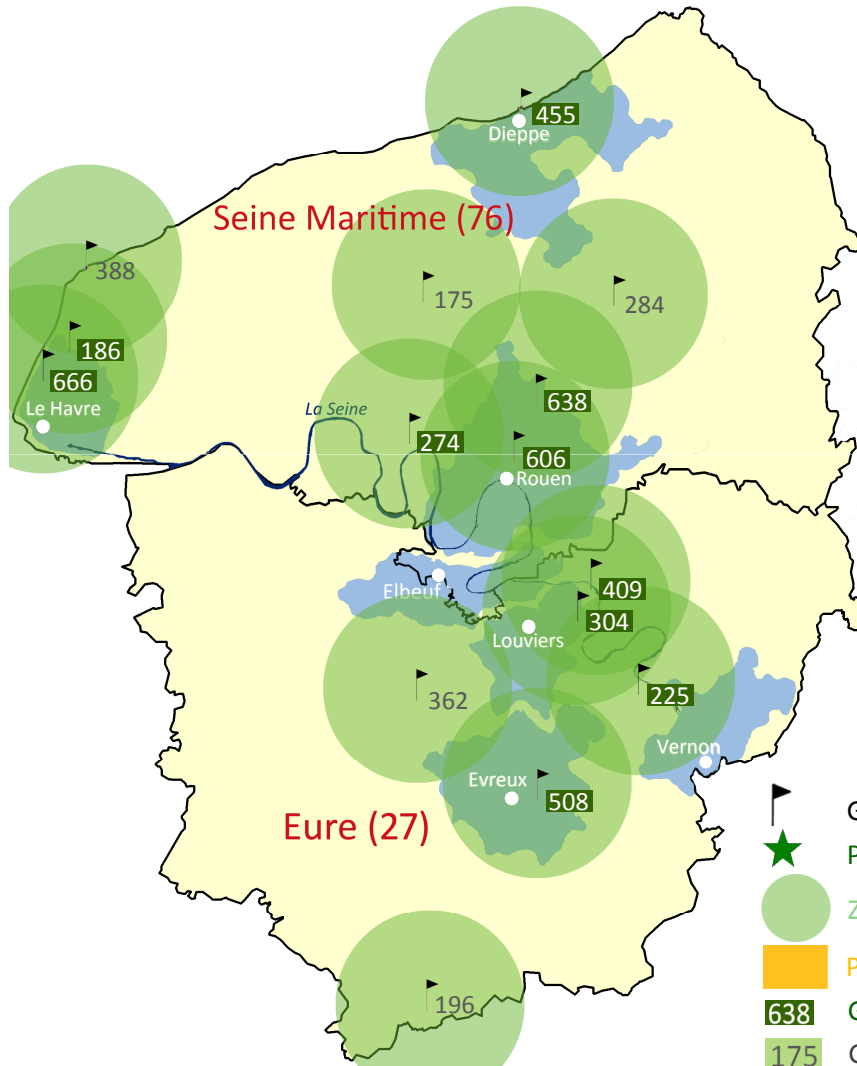 455
Dieppe
Seine Maritime (76)
388
175
284
186
666
638
Le Havre
La Seine
274
606
Rouen
Elbeuf
409
304
Louviers
362
225
Vernon
Evreux
508
Eure (27)
G
P
Z
P
196
638
G
175